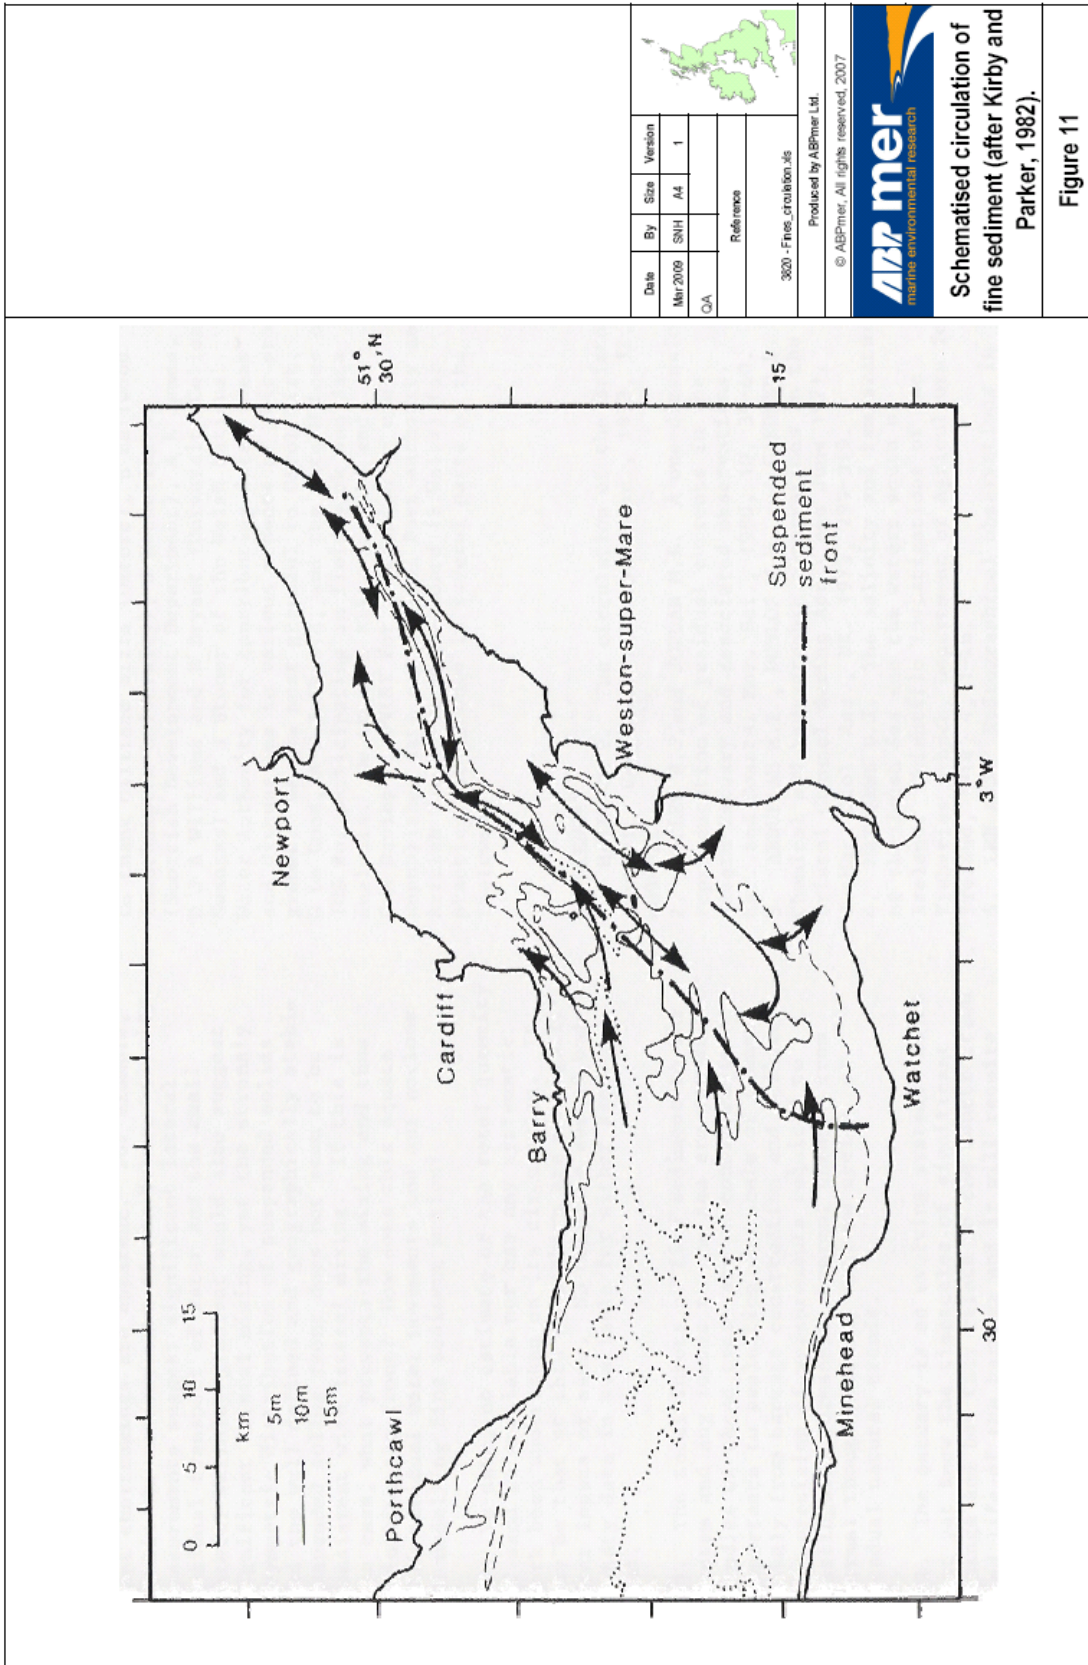 0 5 10 15
km
5m
10m
15m
Porthcawl
Barry
Cardiff
Newport
Weston-super-Mare
Minehead
Watchet
Suspended
sediment
front
51°
30'N
15'
30'
3°W
Date By Size Version
Mar 2009 SNH A4 1
QA
Reference
3820 - Fines_circulation.xls
Produced by ABPmer Ltd.
© ABPmer, All rights reserved, 2007
ABP mer
marine environmental research
Schematised circulation of
fine sediment (after Kirby and
Parker, 1982).
Figure 11